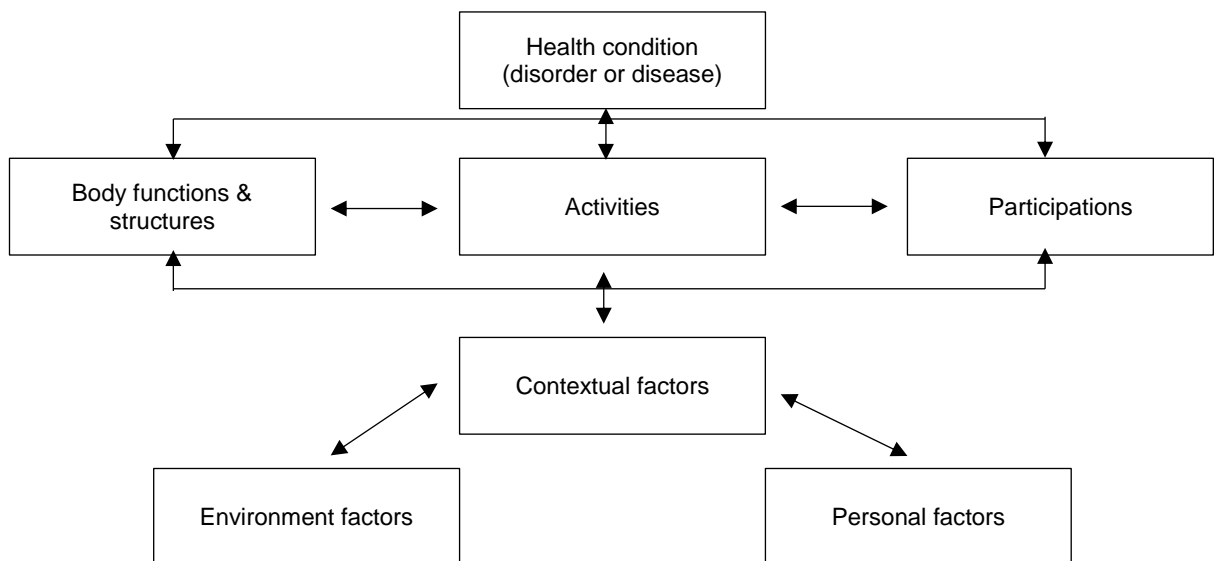 Health condition
(disorder or disease)
Body functions &
structures
Activities
Participations
Contextual factors
Environment factors
Personal factors